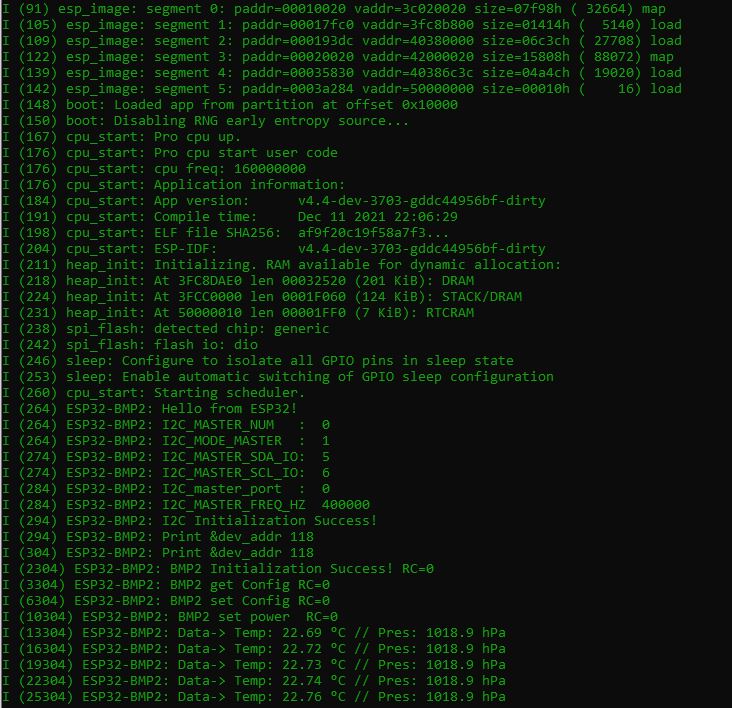 I (91) esp_image: segment 0: paddr=00010020 vaddr=3c020020 size=07f98h ( 32664) map
I (105) esp_image: segment 1: paddr=00017fc0 vaddr=3fc8b800 size=01414h (  5140) load
I (109) esp_image: segment 2: paddr=000193dc vaddr=40380000 size=06c3ch ( 27708) load
I (122) esp_image: segment 3: paddr=00020020 vaddr=42000020 size=15808h ( 88072) map
I (139) esp_image: segment 4: paddr=00035830 vaddr=40386c3c size=04a4ch ( 19020) load
I (142) esp_image: segment 5: paddr=0003a284 vaddr=50000000 size=00010h (    16) load
I (148) boot: Loaded app from partition at offset 0x10000
I (150) boot: Disabling RNG early entropy source...
I (167) cpu_start: Pro cpu up.
I (176) cpu_start: Pro cpu start user code
I (176) cpu_start: cpu freq: 160000000
I (176) cpu_start: Application information:
I (184) cpu_start: App version:      v4.4-dev-3703-gddc44956bf-dirty
I (191) cpu_start: Compile time:     Dec 11 2021 22:06:29
I (198) cpu_start: ELF file SHA256:  af9f20c19f58a7f3...
I (204) cpu_start: ESP-IDF:          v4.4-dev-3703-gddc44956bf-dirty
I (211) heap_init: Initializing. RAM available for dynamic allocation:
I (218) heap_init: At 3FC8DAE0 len 00032520 (201 KiB): DRAM
I (224) heap_init: At 3FCC0000 len 0001F060 (124 KiB): STACK/DRAM
I (231) heap_init: At 50000010 len 00001FF0 (7 KiB): RTCRAM
I (238) spi_flash: detected chip: generic
I (242) spi_flash: flash io: dio
I (246) sleep: Configure to isolate all GPIO pins in sleep state
I (253) sleep: Enable automatic switching of GPIO sleep configuration
I (260) cpu_start: Starting scheduler.
I (264) ESP32-BMP2: Hello from ESP32!
I (264) ESP32-BMP2: I2C_MASTER_NUM   :  0
I (264) ESP32-BMP2: I2C_MODE_MASTER  :  1
I (274) ESP32-BMP2: I2C_MASTER_SDA_IO:  5
I (274) ESP32-BMP2: I2C_MASTER_SCL_IO:  6
I (284) ESP32-BMP2: I2C_master_port  :  0
I (284) ESP32-BMP2: I2C_MASTER_FREQ_HZ  400000
I (294) ESP32-BMP2: I2C Initialization Success!
I (294) ESP32-BMP2: Print &dev_addr 118
I (304) ESP32-BMP2: Print &dev_addr 118
I (2304) ESP32-BMP2: BMP2 Initialization Success! RC=0
I (3304) ESP32-BMP2: BMP2 get Config RC=0
I (6304) ESP32-BMP2: BMP2 set Config RC=0
I (10304) ESP32-BMP2: BMP2 set power  RC=0
I (13304) ESP32-BMP2: Data-> Temp: 22.69 ºC // Pres: 1018.9 hPa
I (16304) ESP32-BMP2: Data-> Temp: 22.72 ºC // Pres: 1018.9 hPa
I (19304) ESP32-BMP2: Data-> Temp: 22.73 ºC // Pres: 1018.9 hPa
I (22304) ESP32-BMP2: Data-> Temp: 22.74 ºC // Pres: 1018.9 hPa
I (25304) ESP32-BMP2: Data-> Temp: 22.76 ºC // Pres: 1018.9 hPa